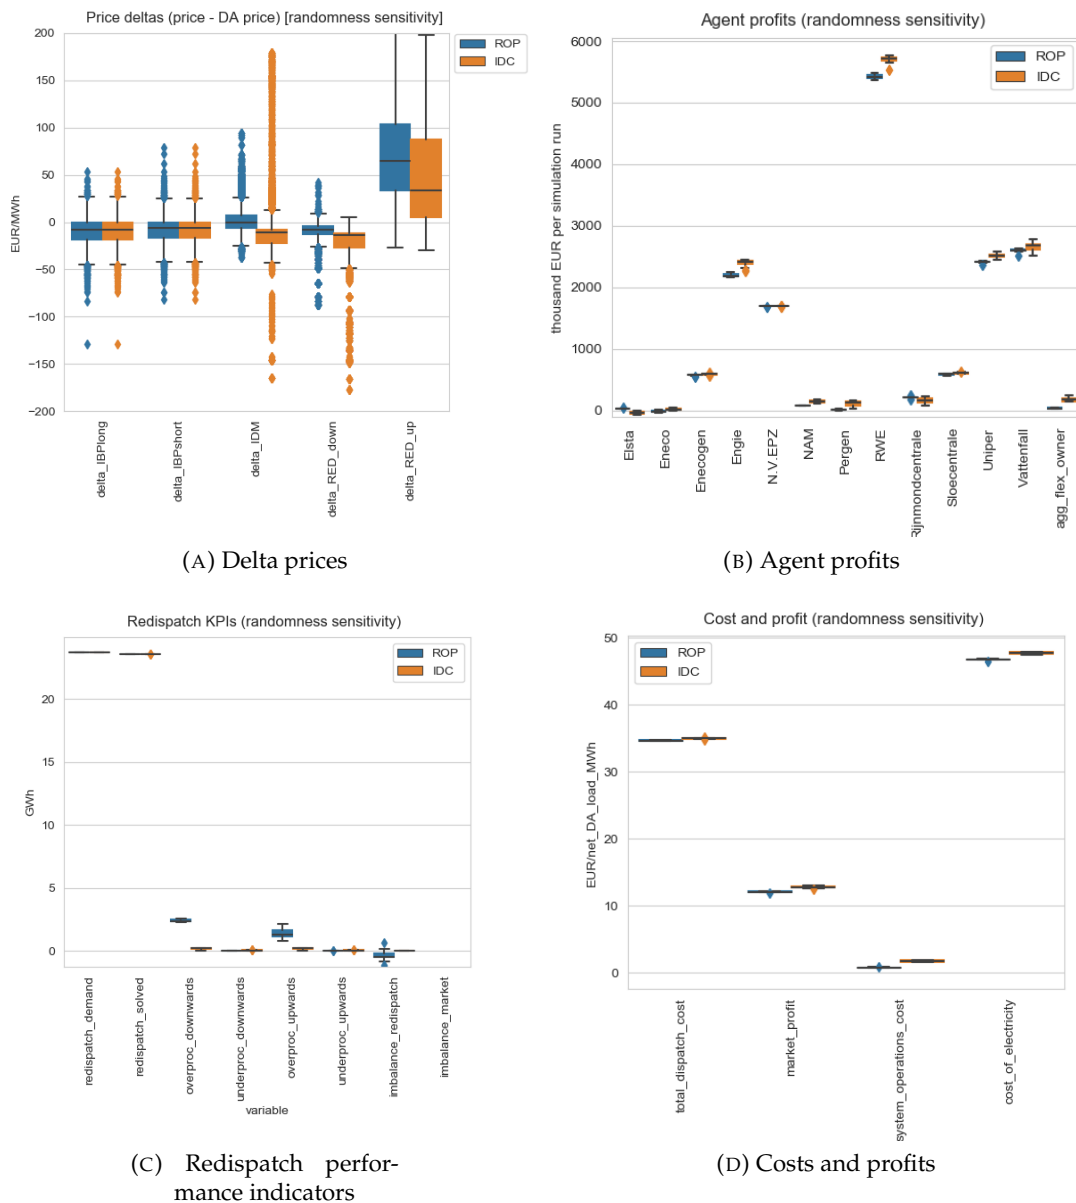 Price deltas (price - DA price) [randomness sensitivity]
ROP
IDC
EUR/MWh
200
150
100
50
0
−50
−100
−150
−200
delta_IBPlong
delta_IBPshort
delta_IDM
delta_RED_down
delta_RED_up
(A) Delta prices
Agent profits (randomness sensitivity)
ROP
IDC
thousand EUR per simulation run
6000
5000
4000
3000
2000
1000
0
Elsta
Eneco
Enecogen
Engie
N.V.EPZ
NAM
Pergen
RWE
Rijnmondcentrale
Sloecentrale
Uniper
Vattenfall
agg_flex_owner
(B) Agent profits
Redispatch KPIs (randomness sensitivity)
ROP
IDC
GWh
20
15
10
5
0
redispatch_demand
redispatch_solved
overproc_downwards
underproc_downwards
overproc_upwards
underproc_upwards
imbalance_redispatch
imbalance_market
variable
(C) Redispatch perfor-
mance indicators
Cost and profit (randomness sensitivity)
ROP
IDC
EUR/net_DA_load_MWh
50
40
30
20
10
0
total_dispatch_cost
market_profit
system_operations_cost
cost_of_electricity
(D) Costs and profits